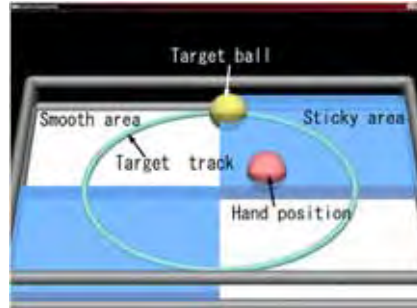 Target ball
Smooth area
Sticky area
Target track
Hand position